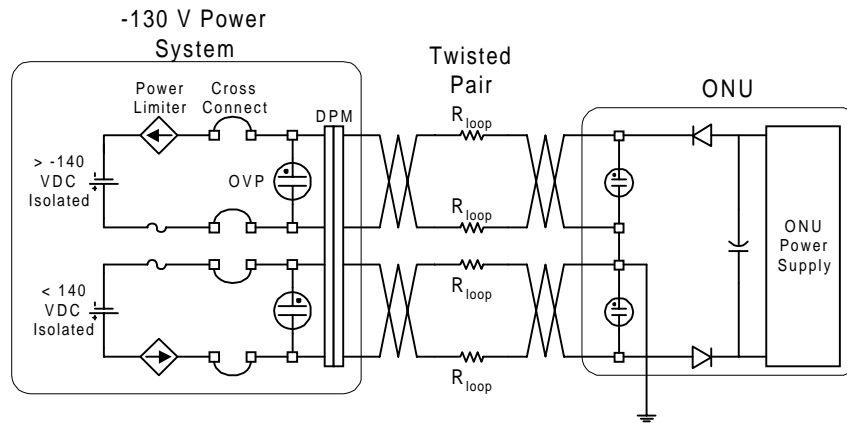 -130 V Power
System
Power
Limiter
Cross
Connect
DPM
> -140
VDC
Isolated
OVP
< 140
VDC
Isolated
Twisted
Pair
R loop
R loop
R loop
R loop
ONU
ONU
Power
Supply